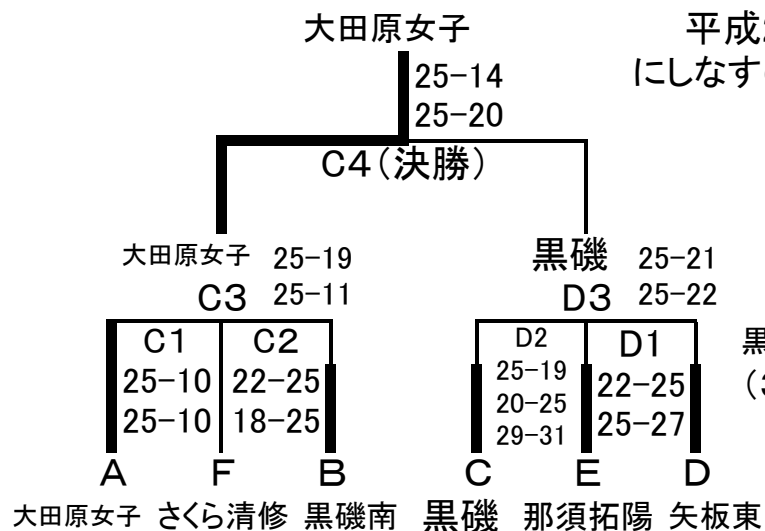 大田原女子
平成
にしなす
25-14
25-20
C4(決勝)
大田原女子 25-19
C3 25-11
黒磯 25-21
D3 25-22
C1 C2
25-10 22-25
25-10 18-25
D2 D1
25-19
20-25
29-31
22-25
25-27
黒
(3
A F B C E D
大田原女子 さくら清修 黒磯南 黒磯 那須拓陽 矢板東